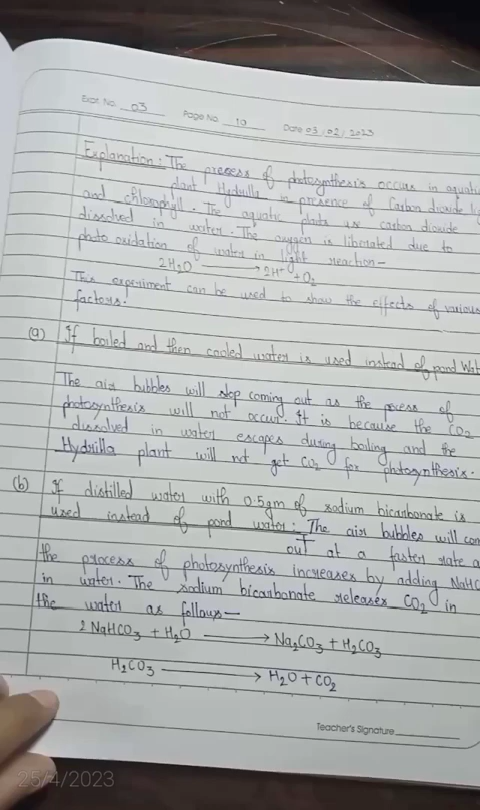 Expt. No. 03 Page No. 10 Date 03/02/2023
Explanation: The process of photosynthesis occurs in aquatic
plant Hydrilla in presence of Carbon dioxide
and chlorophyll. The aquatic plants use carbon dioxide
dissolved in water. The oxygen is liberated due to
photo oxidation of water in light reaction-
2H2O → 2H+ + O2
This experiment can be used to show the effects of various
factors.
(a) If boiled and then cooled water is used instead of pond Wat
The air bubbles will stop coming out as the pocess of
photosynthesis will not occur. It is because the CO2
dissolved in water escapes during boiling and the
Hydrilla plant will not get CO2 for photosynthesis.
(b) If distilled water with 0.5gm of sodium bicarbonate is
used instead of pond water: The air bubbles will com
out at a faster rate a
the process of photosynthesis increases by adding NaHC
in water. The sodium bicarbonate releases CO2 in
the water as follows-
2NaHCO3 + H2O → Na2CO3 + H2CO3
H2CO3 → H2O + CO2
Teacher's Signature
25/4/2023